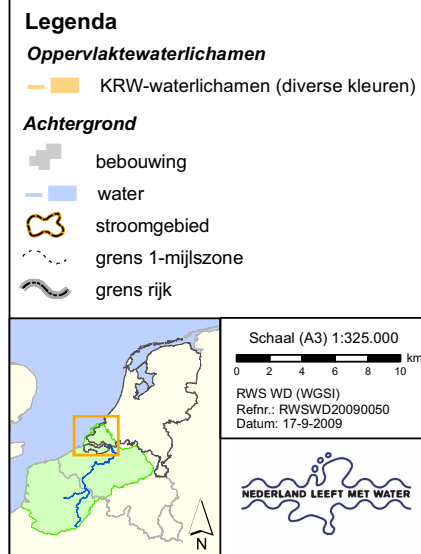 Legenda
Oppervlaktewaterlichamen
KRW-waterlichamen (diverse kleuren)
Achtergrond
bebouwing
water
stroomgebied
grens 1-mijlszone
grens rijk
Schaal (A3) 1:325.000
km
0 2 4 6 8 10
RWS WD (WGSI)
Refnr.: RWSWD20090050
Datum: 17-9-2009
N
NEDERLAND LEEFT MET WATER